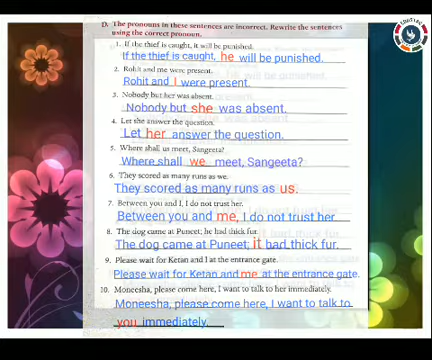 D. The pronouns in these sentences are incorrect. Rewrite the sentences
using the correct pronoun.
1. If the thief is caught, it will be punished.
If the thief is caught, he will be punished.
2. Rohit and me were present.
Rohit and I were present.
3. Nobody but her was absent.
Nobody but she was absent.
4. Let she answer the question.
Let her answer the question.
5. Where shall us meet, Sangeeta?
Where shall we meet, Sangeeta?
6. They scored as many runs as we.
They scored as many runs as us.
7. Between you and I, I do not trust her.
Between you and me, I do not trust her
8. The dog came at Puneet; he had thick fur.
The dog came at Puneet; it had thick fur.
9. Please wait for Ketan and I at the entrance gate.
Please wait for Ketan and me at the entrance gate.
10. Moneesha, please come here, I want to talk to her immediately.
Moneesha, please come here, I want to talk to
you immediately.